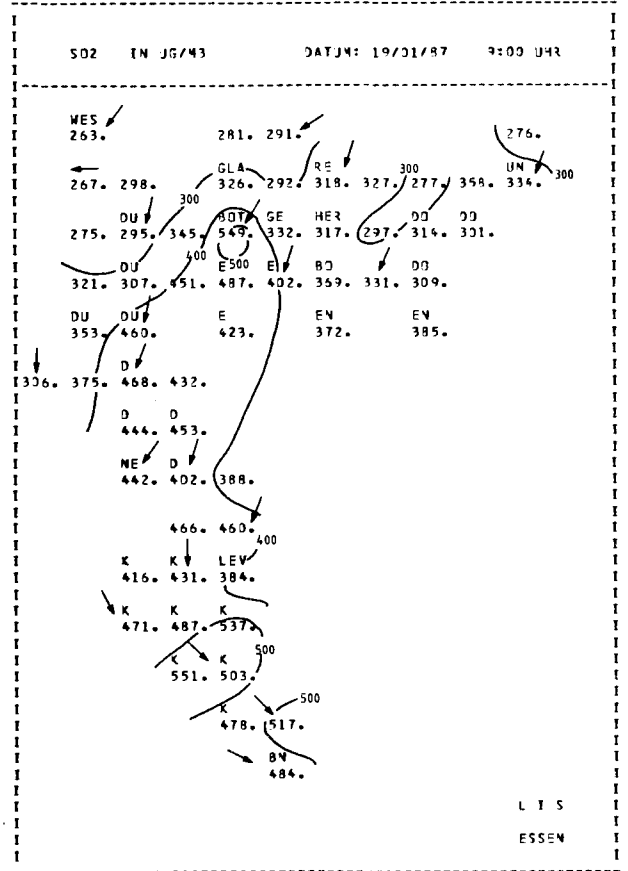 SO2 IN UG/M3 DATUM: 19/01/87 9:00 UHR
WES
263. 281. 291. 276.
GLA RE 300 UN
267. 298. 326. 292. 318. 327. 277. 358. 334. 300
300
DU BOT GE HER DO DO
275. 295. 345. 549. 332. 317. 297. 314. 301.
400
DU E 500 E BO DO
321. 307. 451. 487. 402. 369. 331. 309.
DU DU E EN EN
353. 460. 423. 372. 385.
D
306. 375. 468. 432.
D D
444. 453.
NE D
442. 402. 388.
466. 460.
400
K K LEV
416. 431. 384.
K K K
471. 487. 537.
500
K K
551. 503.
500
K
478. 517.
BN
484.
L I S
ESSEN